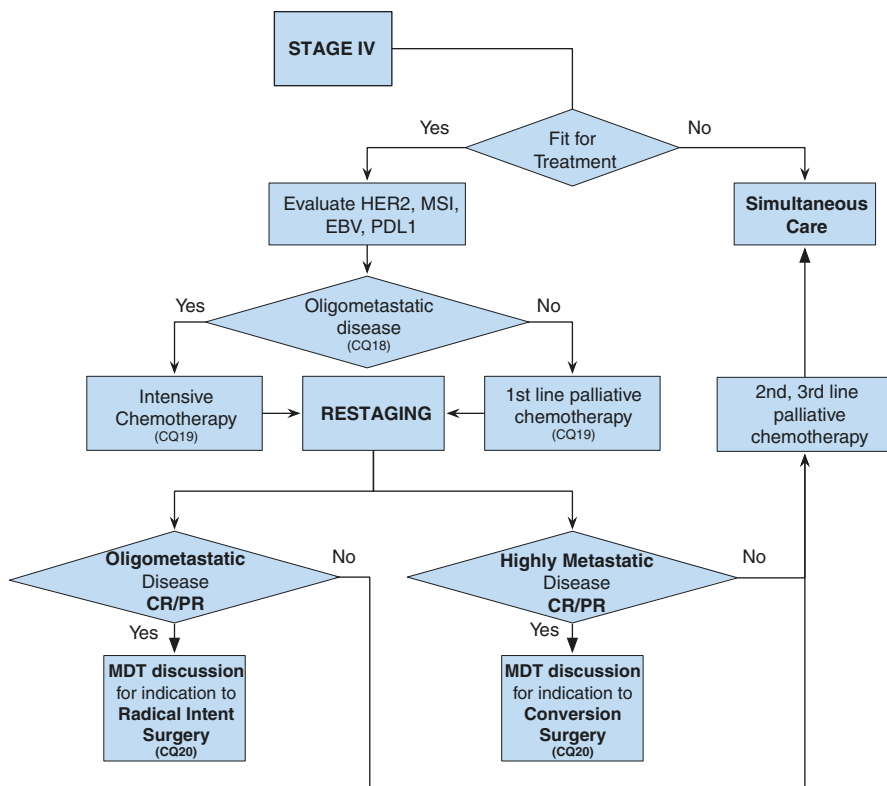 STAGE IV
Yes
Fit for
Treatment
No
Evaluate HER2, MSI,
EBV, PDL1
Simultaneous
Care
Yes
Oligometastatic
disease
(CQ18)
No
Intensive
Chemotherapy
(CQ19)
RESTAGING
1st line palliative
chemotherapy
(CQ19)
2nd, 3rd line
palliative
chemotherapy
Oligometastatic
Disease
CR/PR
No
Highly Metastatic
Disease
CR/PR
No
Yes
Yes
MDT discussion
for indication to
Radical Intent
Surgery
(CQ20)
MDT discussion
for indication to
Conversion
Surgery
(CQ20)